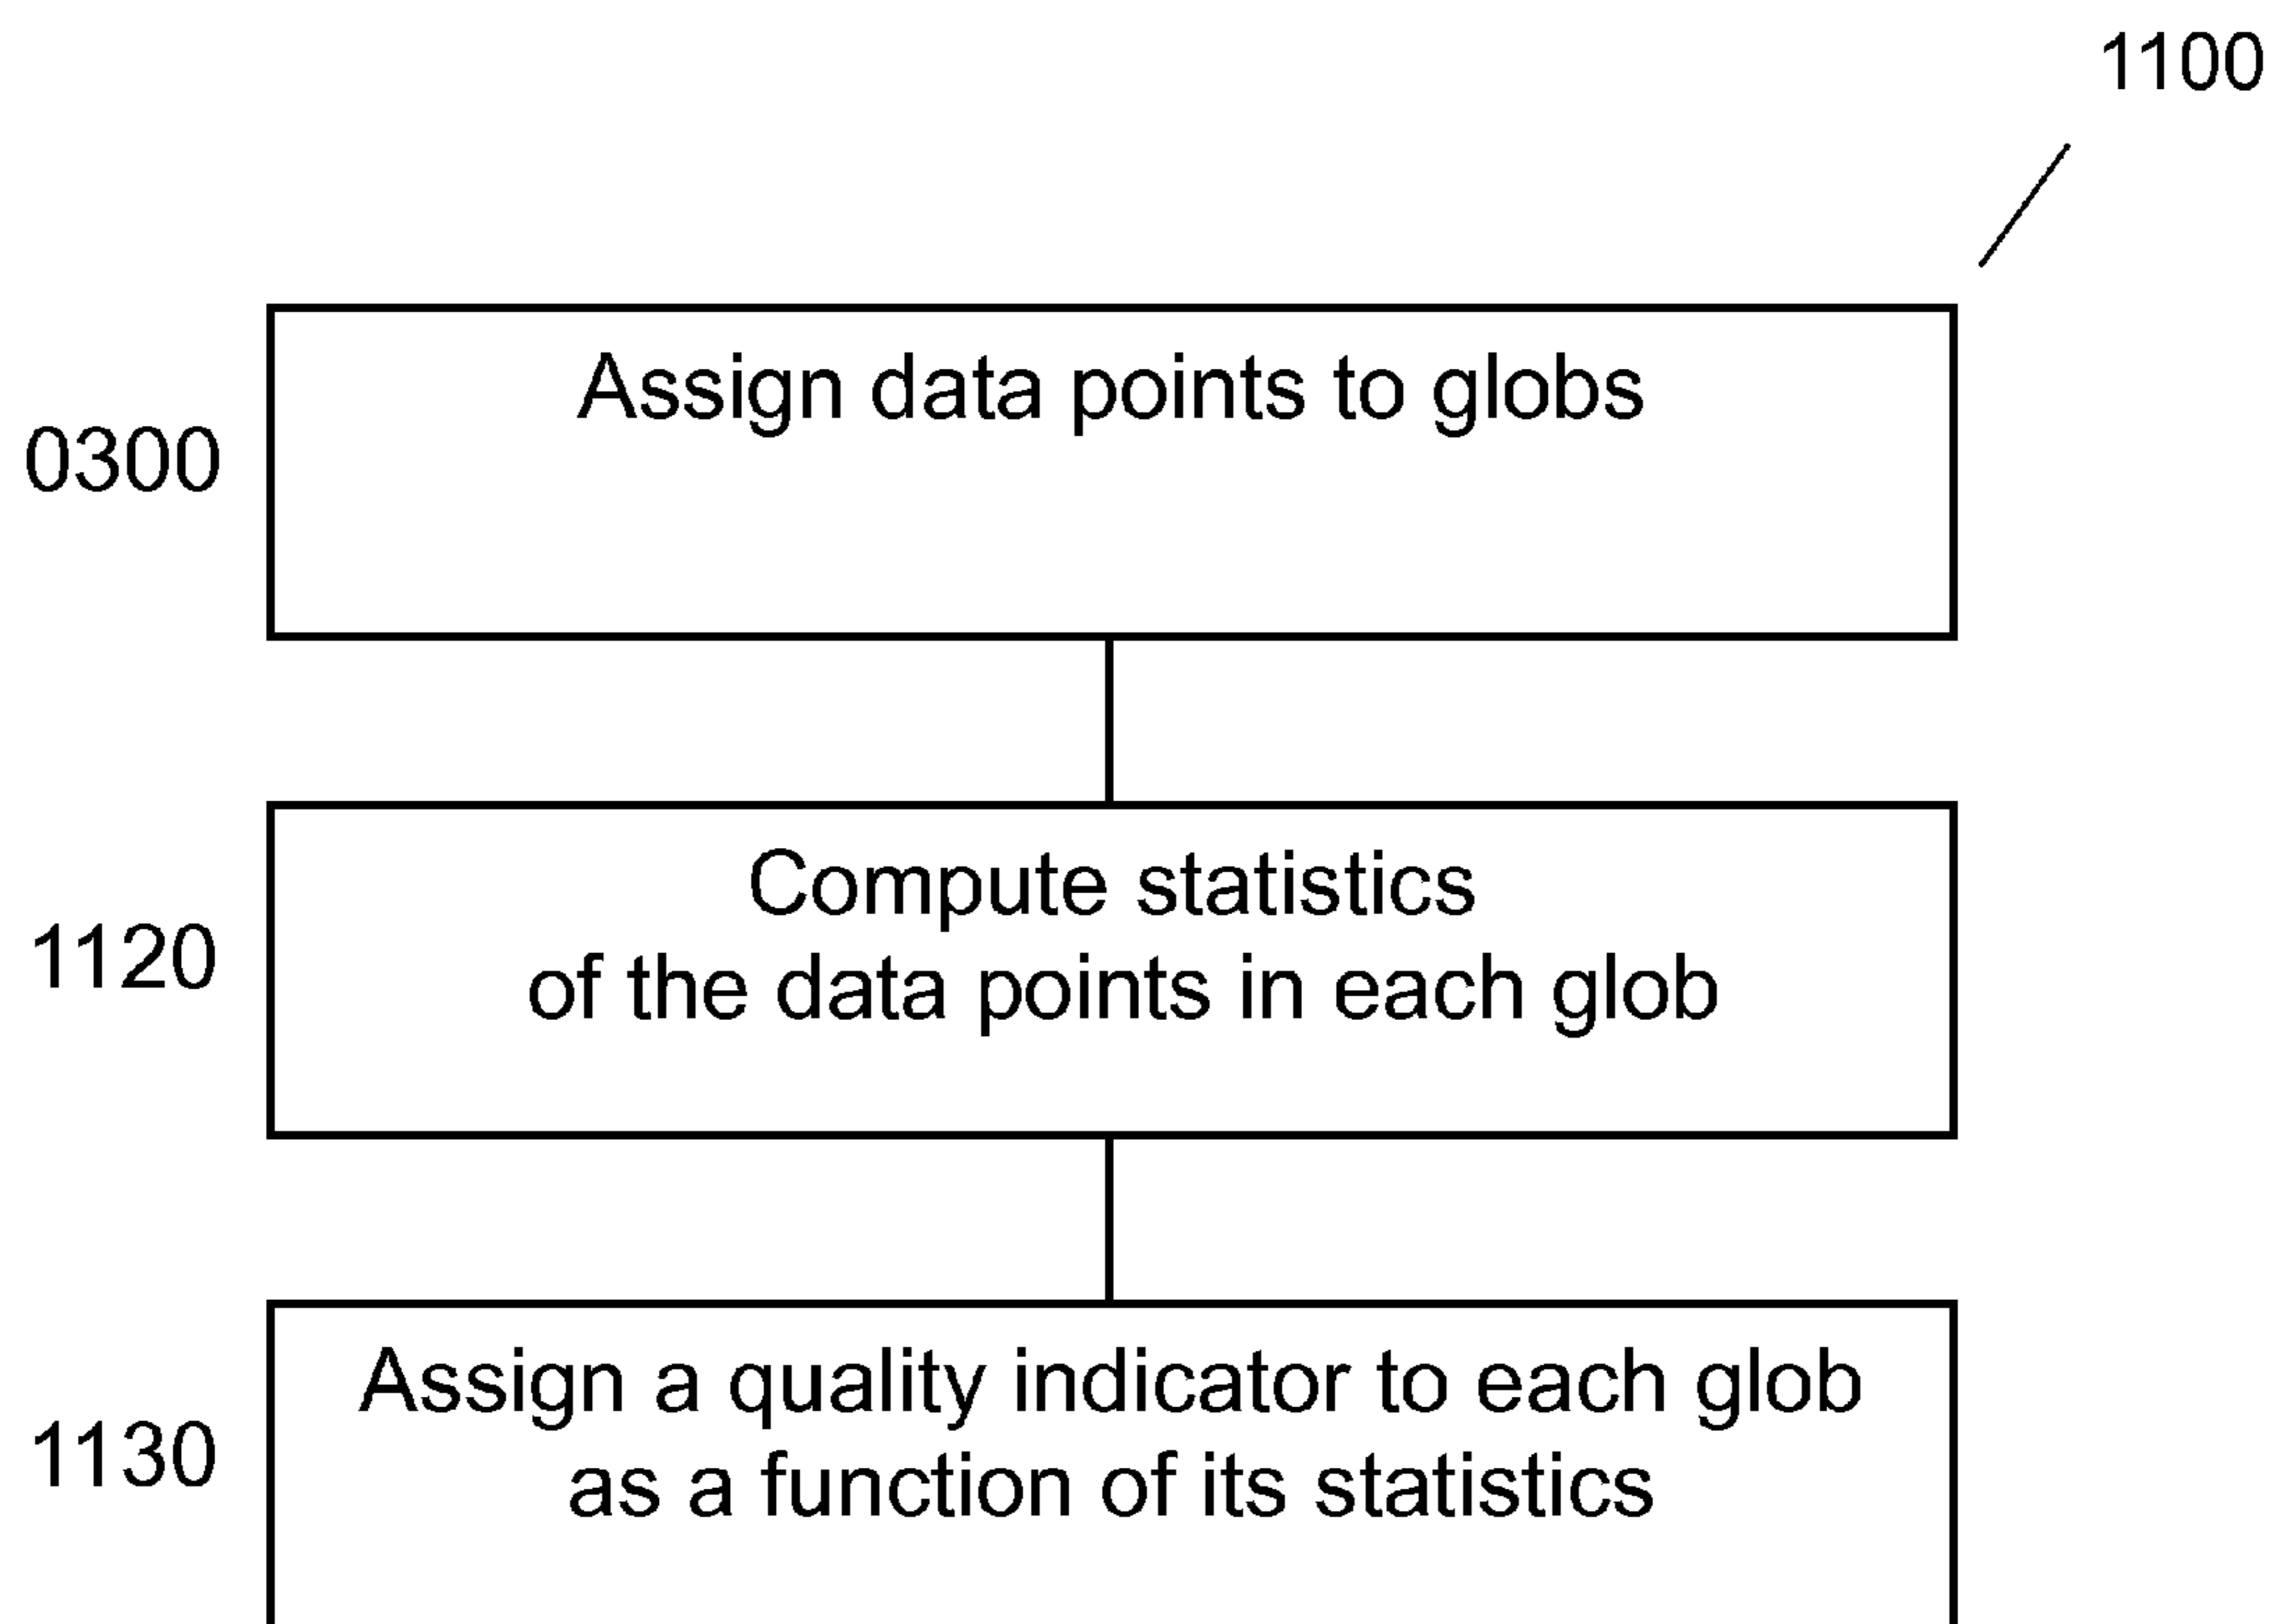 1100
Assign data points to globs
0300
Compute statistics
of the data points in each glob
1120
Assign a quality indicator to each glob
as a function of its statistics
1130